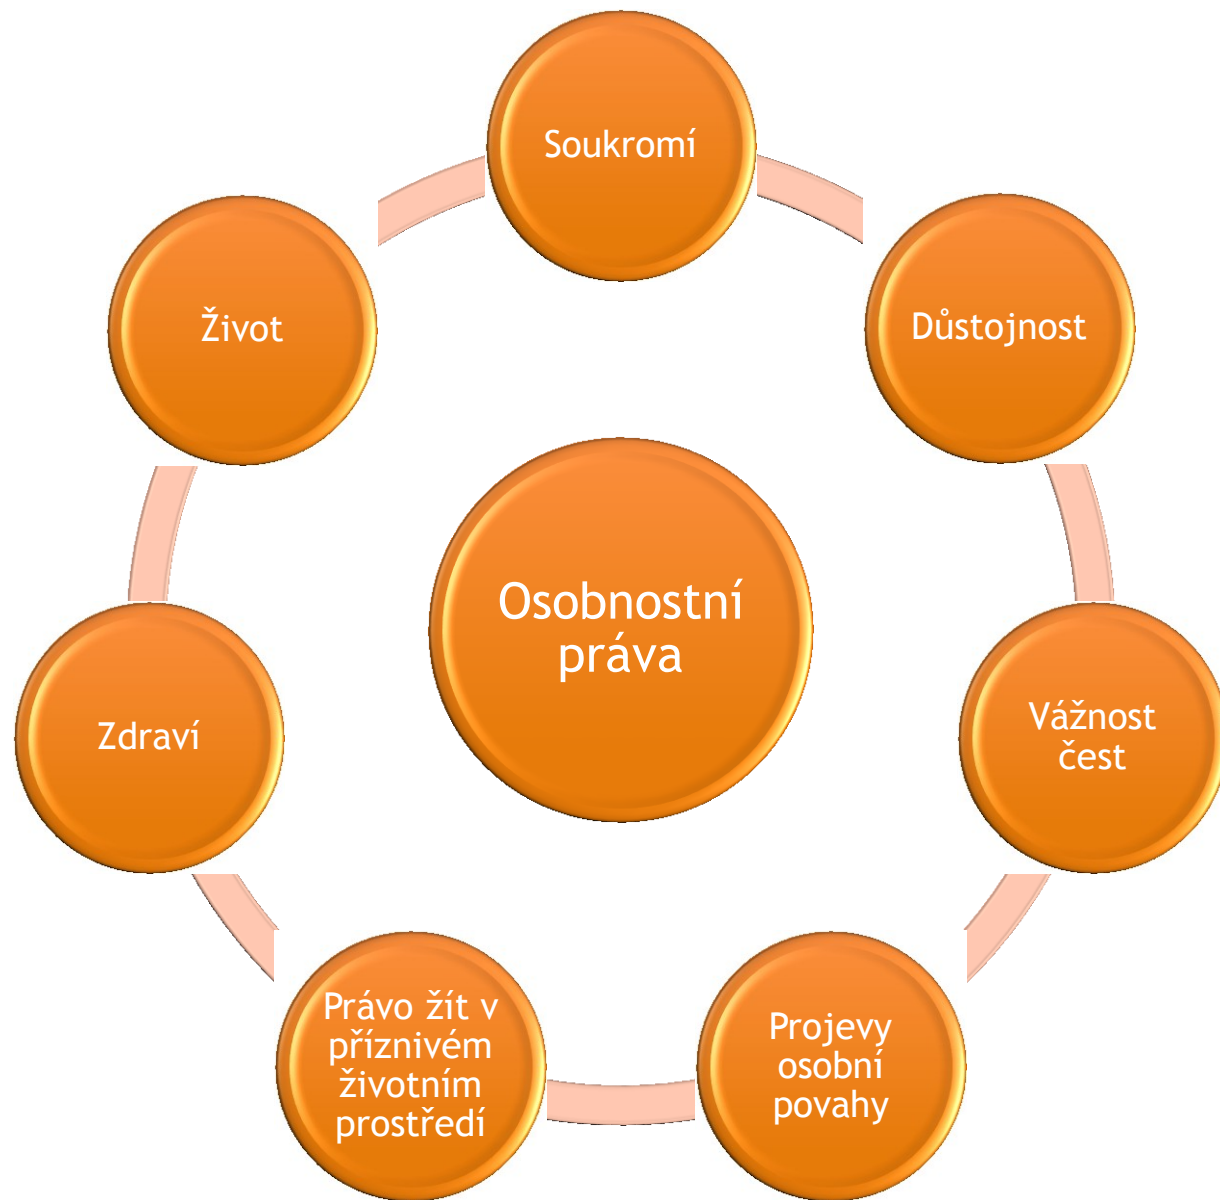 Soukromí
Život
Důstojnost
Osobnostní
práva
Zdraví
Vážnost
čest
Právo žít v
příznivém
životním
prostředí
Projevy
osobní
povahy